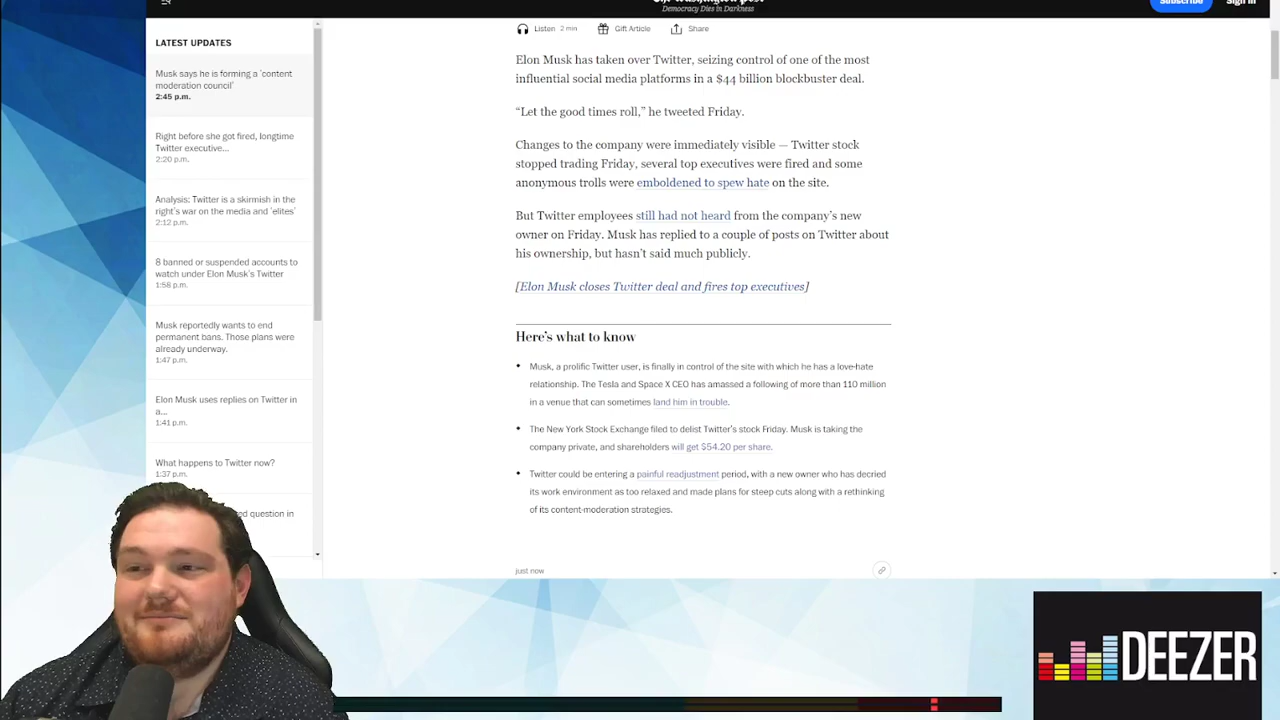 Democracy Dies in Darkness
Subscribe
Sign in
Listen 2 min
Gift Article
Share
LATEST UPDATES
Musk says he is forming a 'content
moderation council'
2:45 p.m.
Right before she got fired, longtime
Twitter executive...
2:20 p.m.
Analysis: Twitter is a skirmish in the
right's war on the media and 'elites'
2:12 p.m.
8 banned or suspended accounts to
watch under Elon Musk's Twitter
1:58 p.m.
Musk reportedly wants to end
permanent bans. Those plans were
already underway.
1:47 p.m.
Elon Musk uses replies on Twitter in
a...
1:41 p.m.
What happens to Twitter now?
1:37 p.m.
question in
Elon Musk has taken over Twitter, seizing control of one of the most
influential social media platforms in a $44 billion blockbuster deal.
“Let the good times roll,” he tweeted Friday.
Changes to the company were immediately visible — Twitter stock
stopped trading Friday, several top executives were fired and some
anonymous trolls were emboldened to spew hate on the site.
But Twitter employees still had not heard from the company’s new
owner on Friday. Musk has replied to a couple of posts on Twitter about
his ownership, but hasn’t said much publicly.
[Elon Musk closes Twitter deal and fires top executives]
Here’s what to know
• Musk, a prolific Twitter user, is finally in control of the site with which he has a love-hate
relationship. The Tesla and Space X CEO has amassed a following of more than 110 million
in a venue that can sometimes land him in trouble.
• The New York Stock Exchange filed to delist Twitter’s stock Friday. Musk is taking the
company private, and shareholders will get $54.20 per share.
• Twitter could be entering a painful readjustment period, with a new owner who has decried
its work environment as too relaxed and made plans for steep cuts along with a rethinking
of its content-moderation strategies.
just now
DEEZER